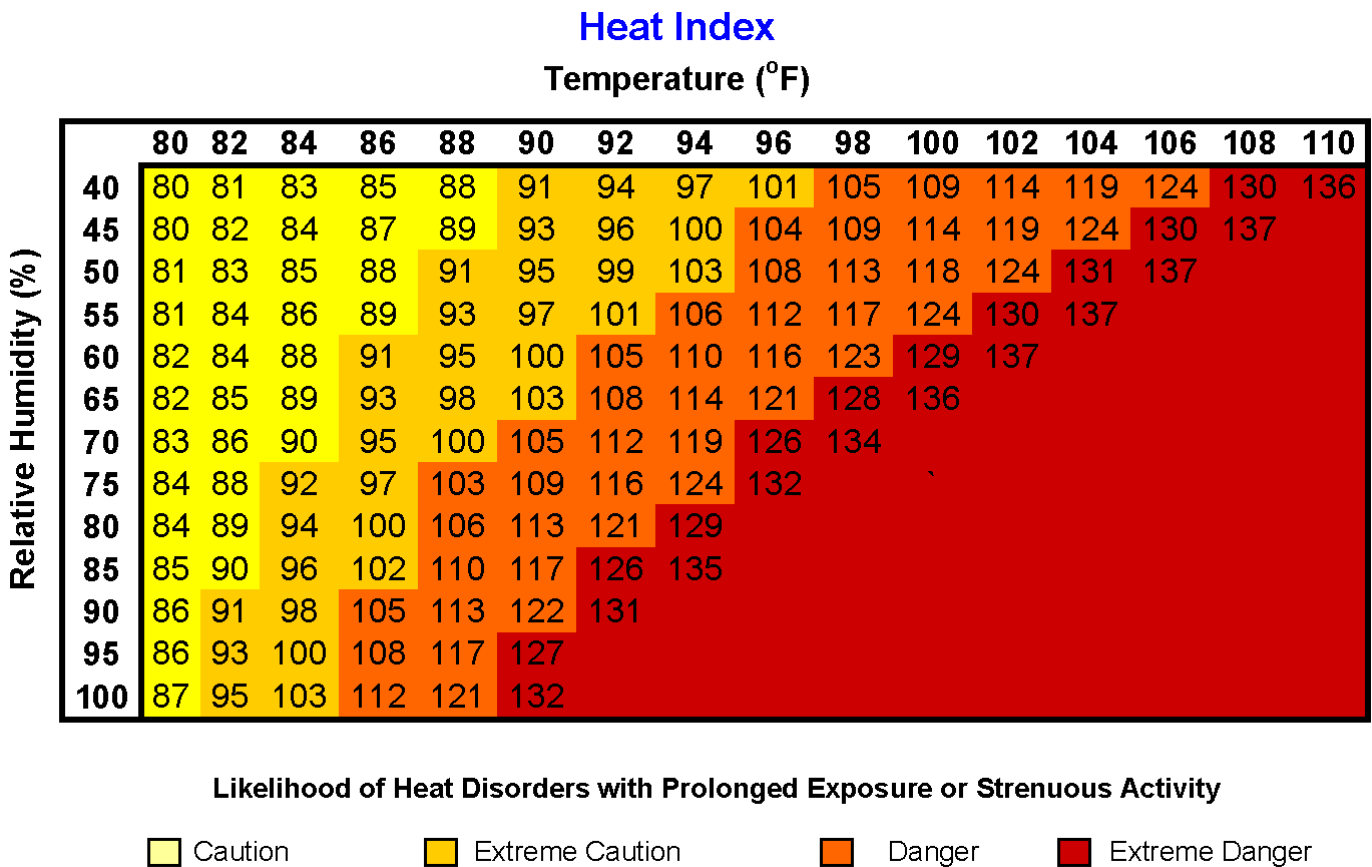 Heat Index
Temperature (°F)
80 82 84 86 88 90 92 94 96 98 100 102 104 106 108 110
Relative Humidity (%)
40 80 81 83 85 88 91 94 97 101 105 109 114 119 124 130 136
45 80 82 84 87 89 93 96 100 104 109 114 119 124 130 137
50 81 83 85 88 91 95 99 103 108 113 118 124 131 137
55 81 84 86 89 93 97 101 106 112 117 124 130 137
60 82 84 88 91 95 100 105 110 116 123 129 137
65 82 85 89 93 98 103 108 114 121 128 136
70 83 86 90 95 100 105 112 119 126 134
75 84 88 92 97 103 109 116 124 132 `
80 84 89 94 100 106 113 121 129
85 85 90 96 102 110 117 126 135
90 86 91 98 105 113 122 131
95 86 93 100 108 117 127
100 87 95 103 112 121 132
Likelihood of Heat Disorders with Prolonged Exposure or Strenuous Activity
Caution Extreme Caution Danger Extreme Danger